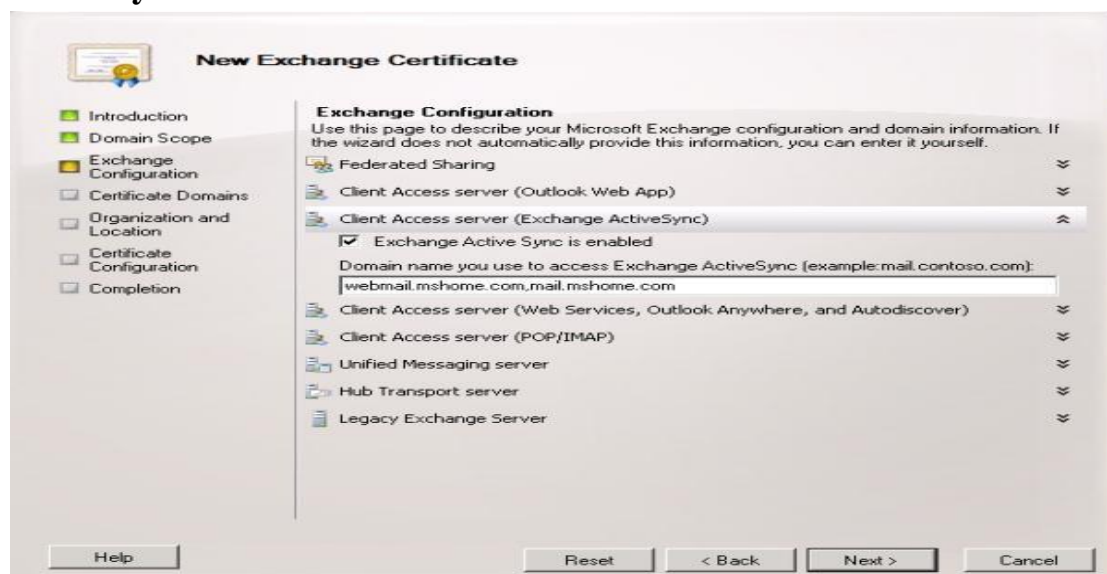 New Exchange Certificate
Introduction
Domain Scope
Exchange
Configuration
Certificate Domains
Organization and
Location
Certificate
Configuration
Completion
Exchange Configuration
Use this page to describe your Microsoft Exchange configuration and domain information. If
the wizard does not automatically provide this information, you can enter it yourself.
Federated Sharing
Client Access server (Outlook Web App)
Client Access server (Exchange ActiveSync)
Exchange Active Sync is enabled
Domain name you use to access Exchange ActiveSync (example:mail.contoso.com):
webmail.mshome.com,mail.mshome.com
Client Access server (Web Services, Outlook Anywhere, and Autodiscover)
Client Access server (POP/IMAP)
Unified Messaging server
Hub Transport server
Legacy Exchange Server
Help
Reset
< Back
Next >
Cancel